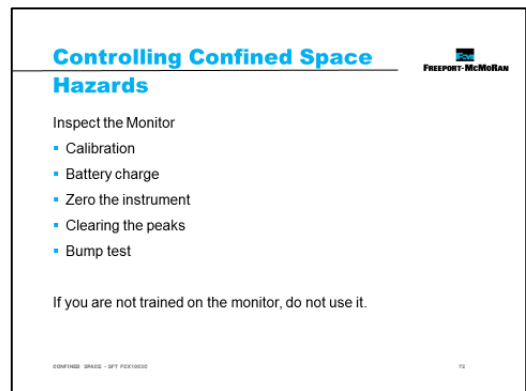 Controlling Confined Space
Hazards
FCX
FREEPORT-McMoRAN
Inspect the Monitor
▪ Calibration
▪ Battery charge
▪ Zero the instrument
▪ Clearing the peaks
▪ Bump test
If you are not trained on the monitor, do not use it.
CONFINED SPACE - SFT FCX1003C